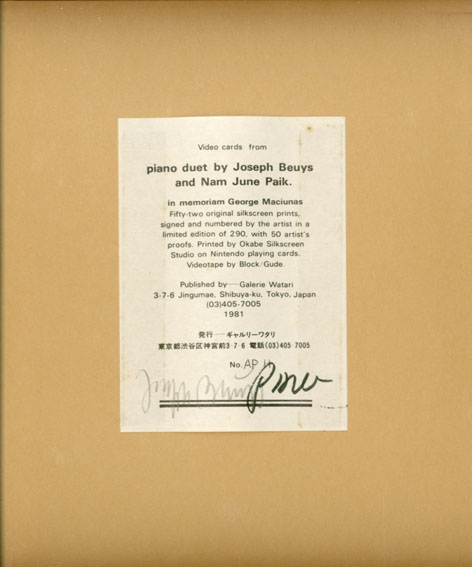 Video cards from
piano duet by Joseph Beuys
and Nam June Paik.
in memoriam George Maciunas
Fifty-two original silkscreen prints,
signed and numbered by the artist in a
limited edition of 290, with 50 artist's
proofs. Printed by Okabe Silkscreen
Studio on Nintendo playing cards.
Videotape by Block/Gude.
Published by—Galerie Watari
3-7-6 Jingumae, Shibuya-ku, Tokyo, Japan
(03)405-7005
1981
発行—ギャルリーワタリ
東京都渋谷区神宮前3-7-6 電話(03)405 7005
No. AP
Joseph Beuys